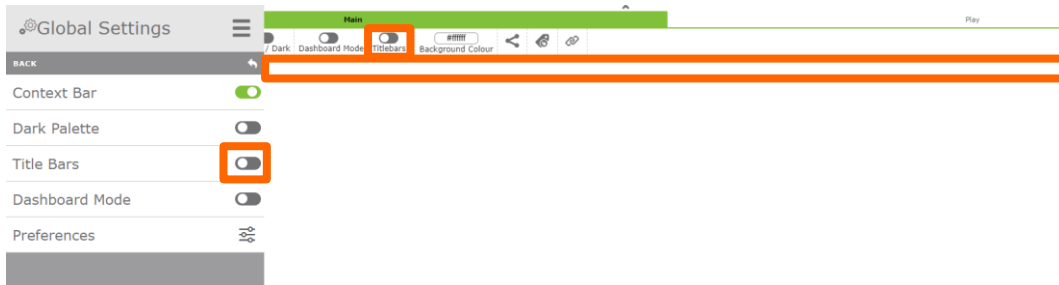 Global Settings
BACK
Context Bar
Dark Palette
Title Bars
Dashboard Mode
Preferences
Main
Play
/ Dark
Dashboard Mode
Titlebars
#ffffff
Background Colour